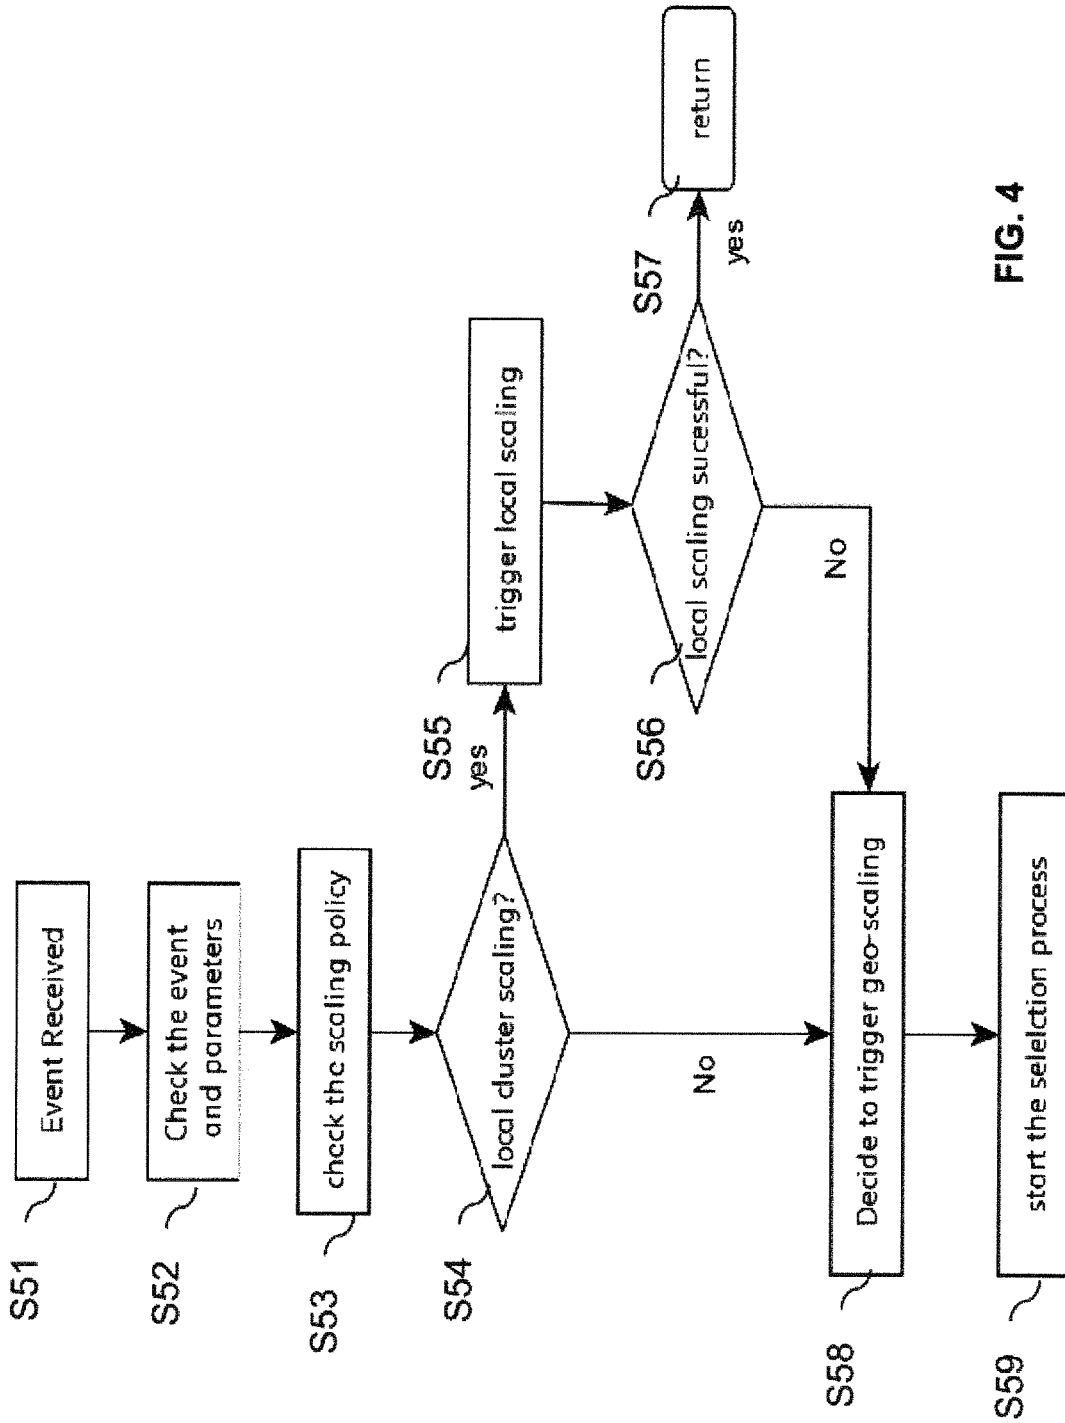 S51
Event Received
S52
Check the event
and parameters
S53
check the scaling policy
S54
local cluster scaling?
yes
No
S55
trigger local scaling
S56
local scaling sucessful?
yes
No
S57
return
S58
Decide to trigger geo-scaling
S59
start the selelction process
FIG. 4